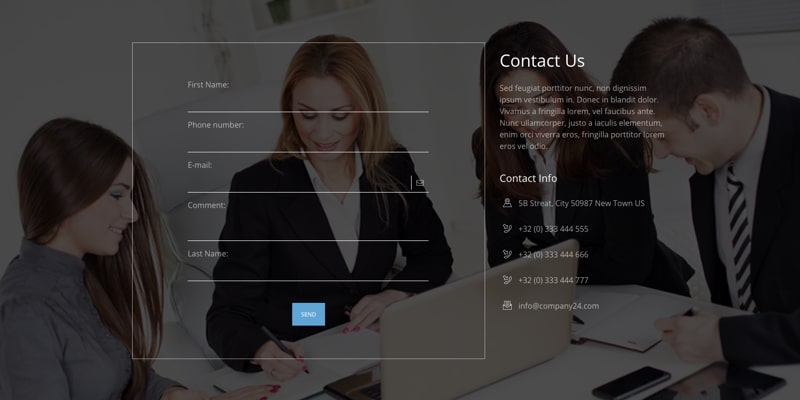 First Name:
Phone number:
E-mail:
Comment:
Last Name:
SEND
Contact Us
Sed feugiat porttitor nunc, non dignissim
ipsum vestibulum in. Donec in blandit dolor.
Vivamus a fringilla lorem, vel faucibus ante.
Nunc ullamcorper, justo a iaculis elementum,
enim orci viverra eros, fringilla porttitor lorem
eros vel odio.
Contact Info
5B Streat, City 50987 New Town US
+32 (0) 333 444 555
+32 (0) 333 444 666
+32 (0) 333 444 777
info@company24.com